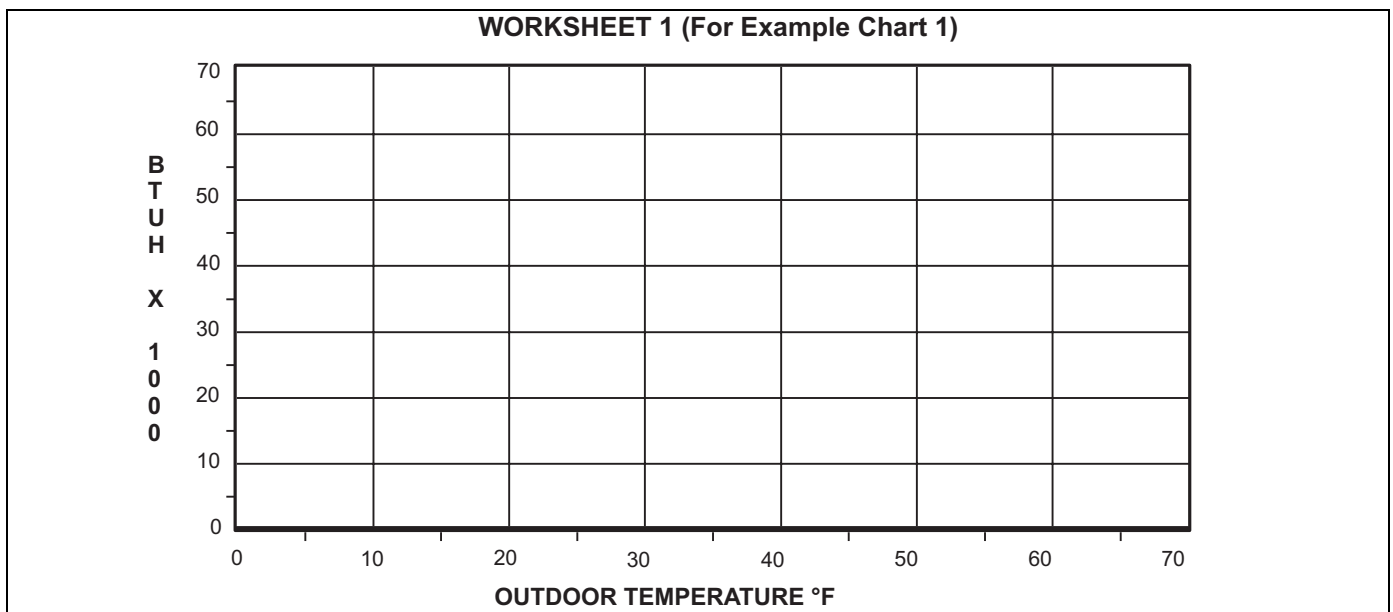 WORKSHEET 1 (For Example Chart 1)
70
60
50
40
30
20
10
0
B
T
U
H
X
1
0
0
0
0 10 20 30 40 50 60 70
OUTDOOR TEMPERATURE °F